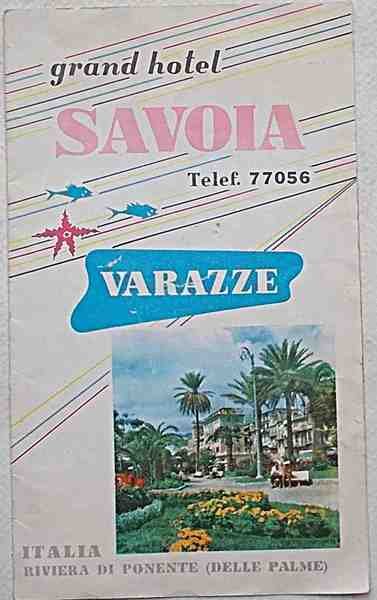 grand hotel
SAVOIA
Telef. 77056
VARAZZE
ITALIA
RIVIERA DI PONENTE (DELLE PALME)